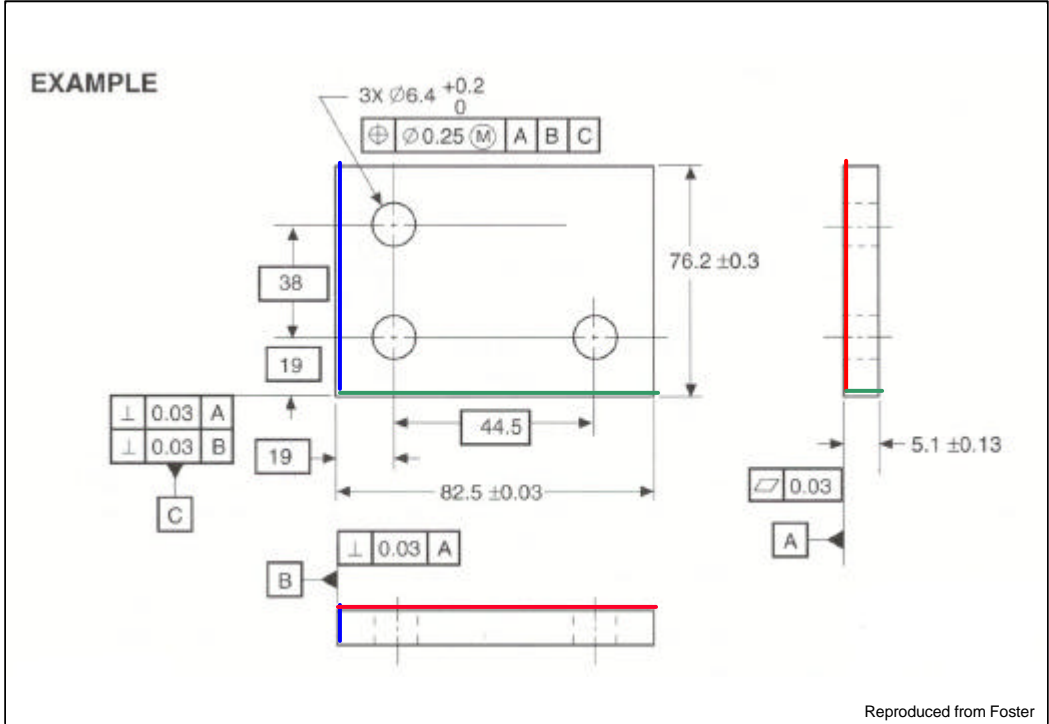 EXAMPLE
3X ∅6.4 +0.2
0
⌖ ∅0.25 Ⓜ A B C
76.2 ±0.3
38
19
⊥ 0.03 A
⊥ 0.03 B
C
19
44.5
82.5 ±0.03
5.1 ±0.13
⏥ 0.03
A
⊥ 0.03 A
B
Reproduced from Foster